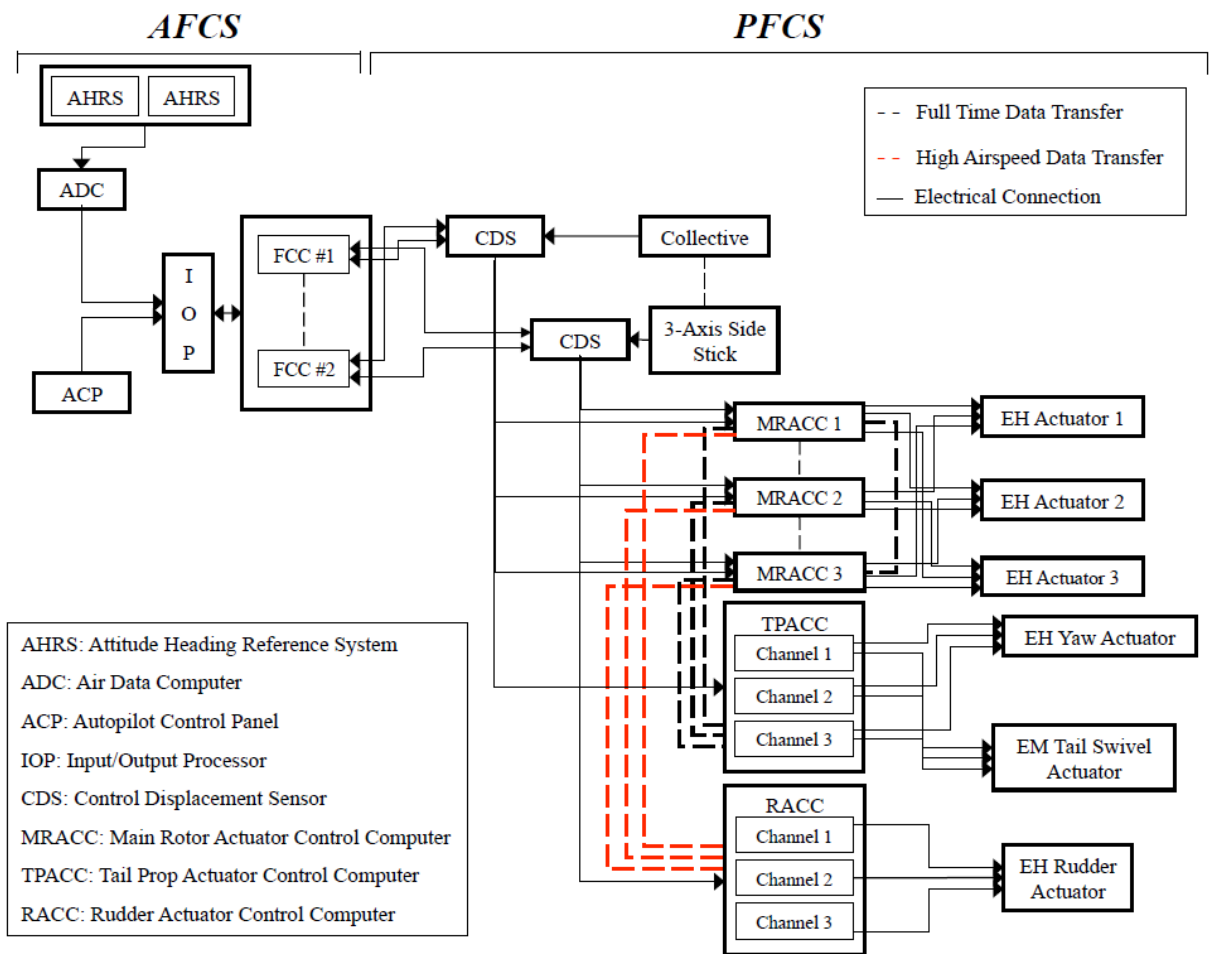 AFCS
PFCS
AHRS
AHRS
-- Full Time Data Transfer
-- High Airspeed Data Transfer
— Electrical Connection
ADC
I
O
P
FCC #1
FCC #2
ACP
CDS
Collective
CDS
3-Axis Side
Stick
MRACC 1
MRACC 2
MRACC 3
EH Actuator 1
EH Actuator 2
EH Actuator 3
TPACC
Channel 1
Channel 2
Channel 3
EH Yaw Actuator
EM Tail Swivel
Actuator
RACC
Channel 1
Channel 2
Channel 3
EH Rudder
Actuator
AHRS: Attitude Heading Reference System
ADC: Air Data Computer
ACP: Autopilot Control Panel
IOP: Input/Output Processor
CDS: Control Displacement Sensor
MRACC: Main Rotor Actuator Control Computer
TPACC: Tail Prop Actuator Control Computer
RACC: Rudder Actuator Control Computer